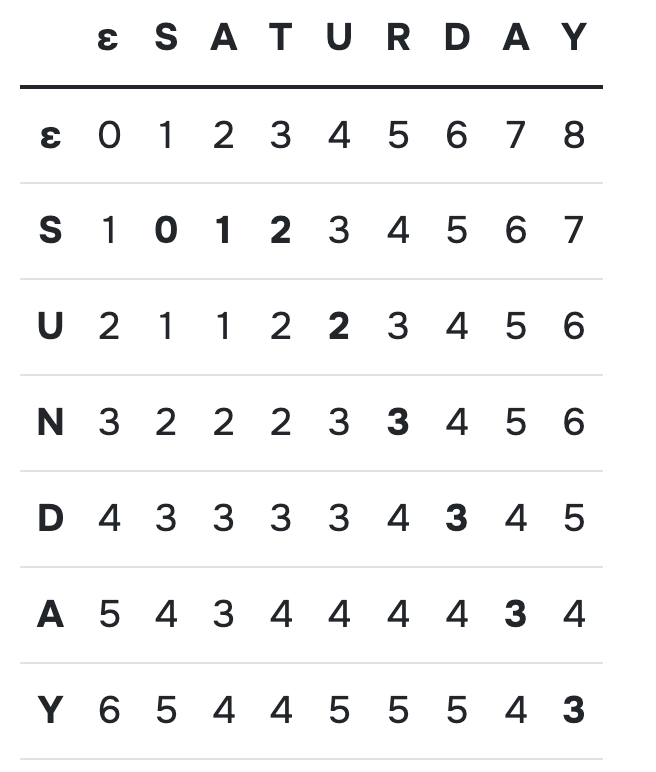 ε S A T U R D A Y
ε 0 1 2 3 4 5 6 7 8
S 1 0 1 2 3 4 5 6 7
U 2 1 1 2 2 3 4 5 6
N 3 2 2 2 3 3 4 5 6
D 4 3 3 3 3 4 3 4 5
A 5 4 3 4 4 4 4 3 4
Y 6 5 4 4 5 5 5 4 3